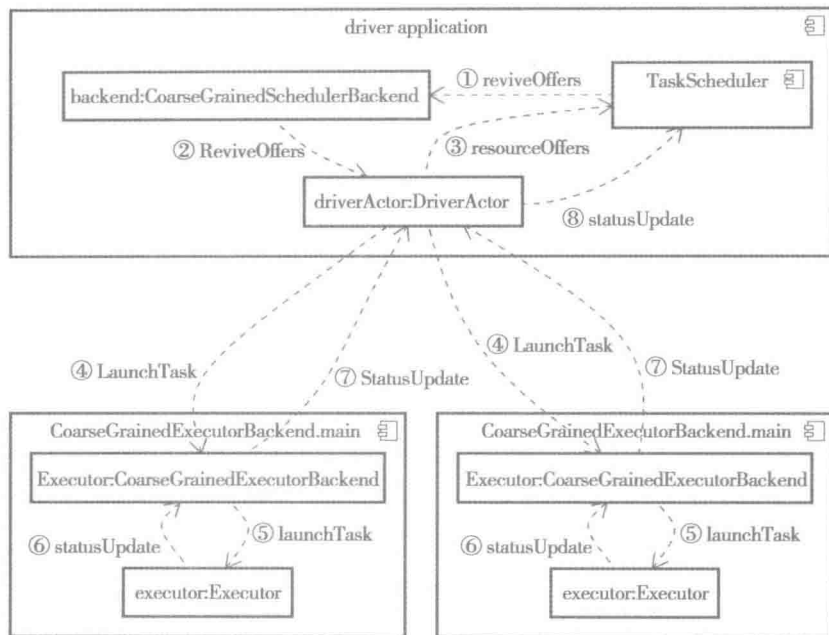 driver application
① reviveOffers
TaskScheduler
backend:CoarseGrainedSchedulerBackend
② ReviveOffers
③ resourceOffers
driverActor:DriverActor
⑧ statusUpdate
④ LaunchTask
⑦ StatusUpdate
④ LaunchTask
⑦ StatusUpdate
CoarseGrainedExecutorBackend.main
Executor:CoarseGrainedExecutorBackend
⑥ statusUpdate
⑤ launchTask
executor:Executor
CoarseGrainedExecutorBackend.main
Executor:CoarseGrainedExecutorBackend
⑥ statusUpdate
⑤ launchTask
executor:Executor